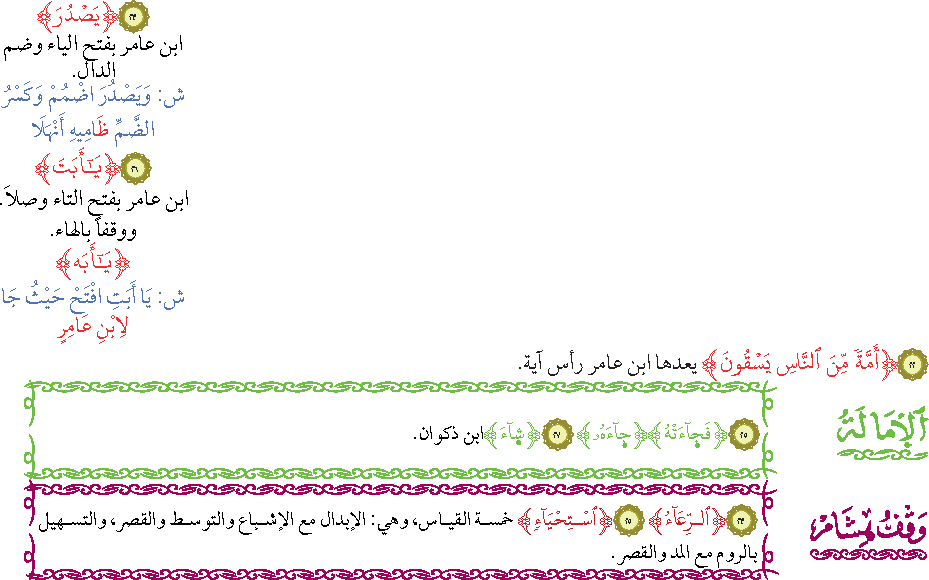 ٢٣ ﴿يَصْدُرَ﴾
ابن عامر بفتح الياء وضم
الدال.
ش: وَيَصْدُرَ اضْمُمْ وَكَسْرُ
الضَّمِّ ظَامِيهِ أَنْهَلَا
٢٦ ﴿يَـٰٓأَبَتَ﴾
ابن عامر بفتح التاء وصلاً.
ووقفاً بالهاء.
﴿يَـٰٓأَبَه﴾
ش: يَا أَبَتِ افْتَحْ حَيْثُ جَا
لِابْنِ عَامِرٍ
٢٣ ﴿أُمَّةٗ مِّنَ ٱلنَّاسِ يَسْقُونَ﴾ يعدها ابن عامر رأس آية.
ٱلْإِمَالَةُ
٢٥ ﴿فَجَآءَتْهُ﴾ ﴿جَآءَهُۥ﴾ ٢٧ ﴿شَآءَ﴾ ابن ذكوان.
وَقْفُ هِشَامٍ
٢٣ ﴿ٱلرِّعَآءُ﴾ ٢٥ ﴿ٱسْتِحْيَآءٖ﴾ خمسة القياس، وهي: الإبدال مع الإشباع والتوسط والقصر، والتسهيل
بالروم مع المد والقصر.